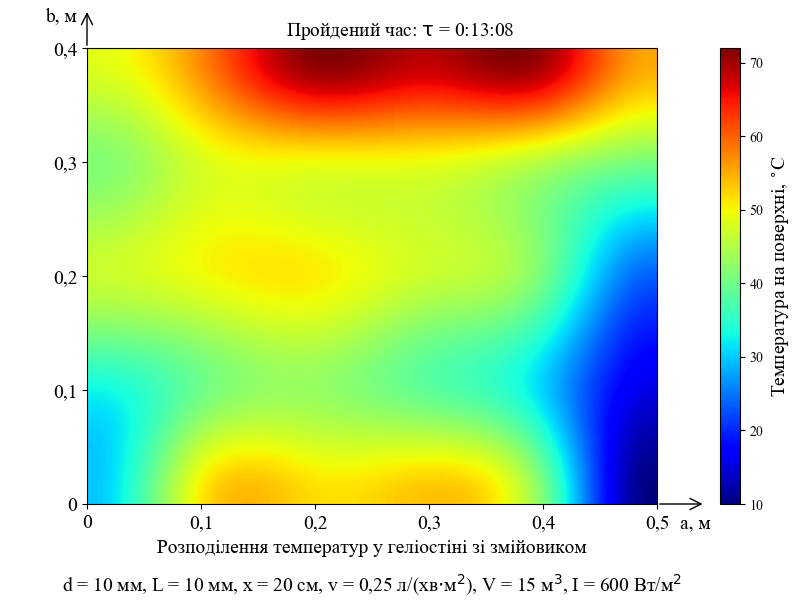 b, м
Пройдений час: τ = 0:13:08
0,4
0,3
0,2
0,1
0
0 0,1 0,2 0,3 0,4 0,5 a, м
70
60
50
40
30
20
10
Температура на поверхні, °С
Розподілення температур у геліостіні зі змійовиком
d = 10 мм, L = 10 мм, x = 20 см, v = 0,25 л/(хв·м²), V = 15 м³, I = 600 Вт/м²